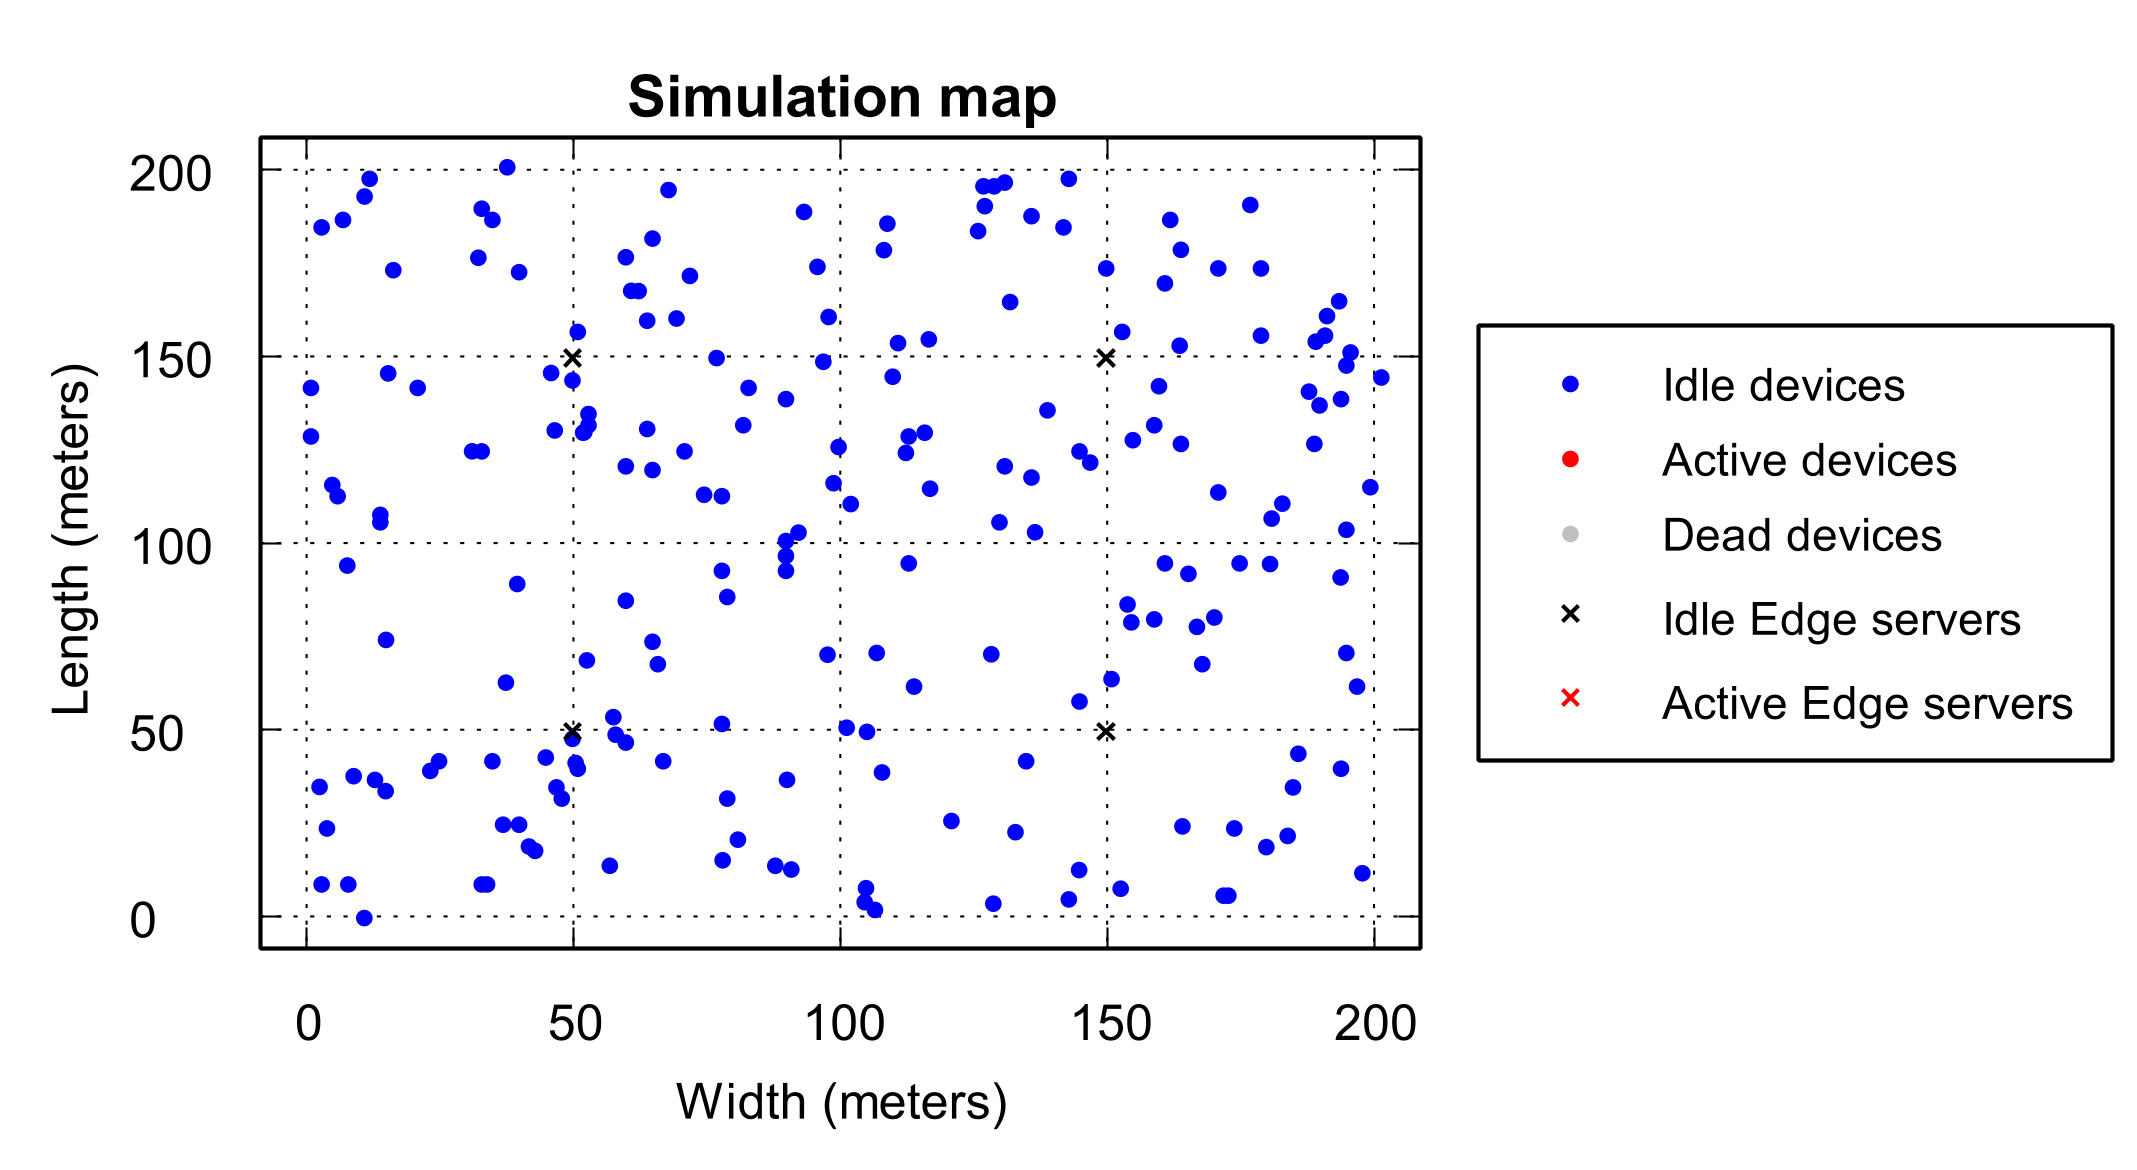 Simulation map
200
150
100
50
0
Length (meters)
0 50 100 150 200
Width (meters)
Idle devices
Active devices
Dead devices
Idle Edge servers
Active Edge servers